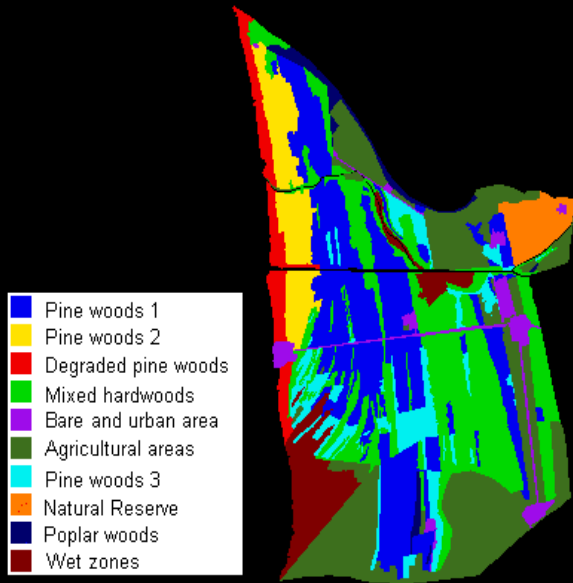 Pine woods 1
Pine woods 2
Degraded pine woods
Mixed hardwoods
Bare and urban area
Agricultural areas
Pine woods 3
Natural Reserve
Poplar woods
Wet zones